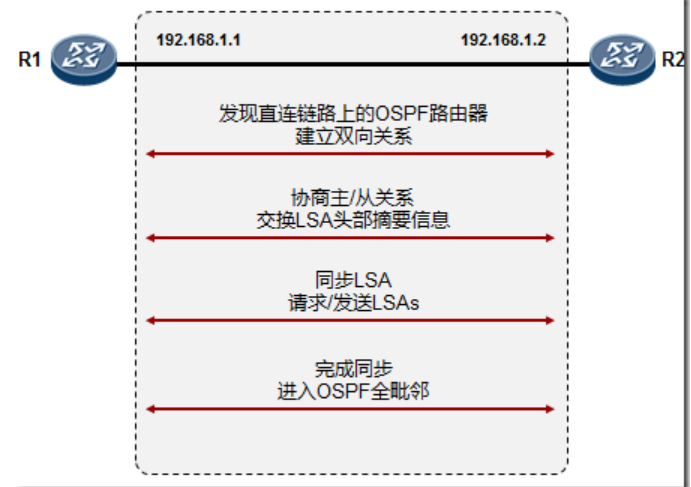 192.168.1.1 192.168.1.2
R1 R2
发现直连链路上的OSPF路由器
建立双向关系
协商主/从关系
交换LSA头部摘要信息
同步LSA
请求/发送LSAs
完成同步
进入OSPF全毗邻